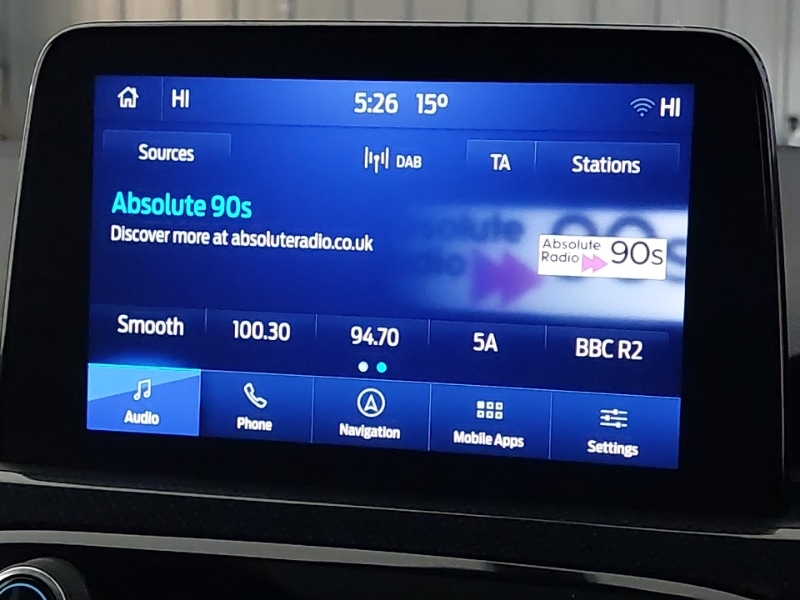 HI 5:26 15º HI
Sources DAB TA Stations
Absolute 90s
Discover more at absoluteradio.co.uk
Absolute
Radio 90s
Smooth 100.30 94.70 5A BBC R2
Audio Phone Navigation Mobile Apps Settings